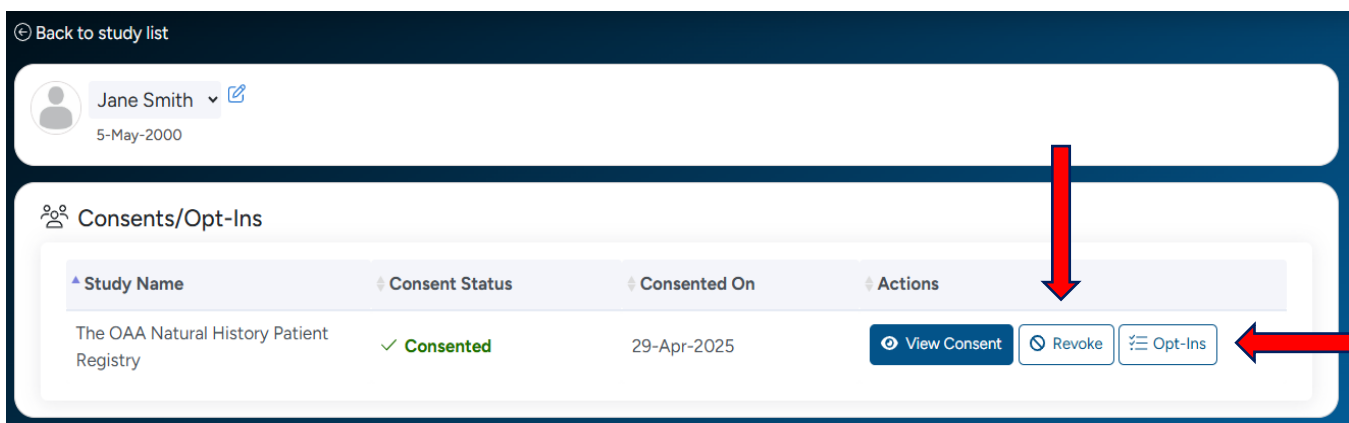 Back to study list
Jane Smith
5-May-2000
Consents/Opt-Ins
Study Name Consent Status Consented On Actions
The OAA Natural History Patient
Registry
Consented 29-Apr-2025 View Consent Revoke Opt-Ins